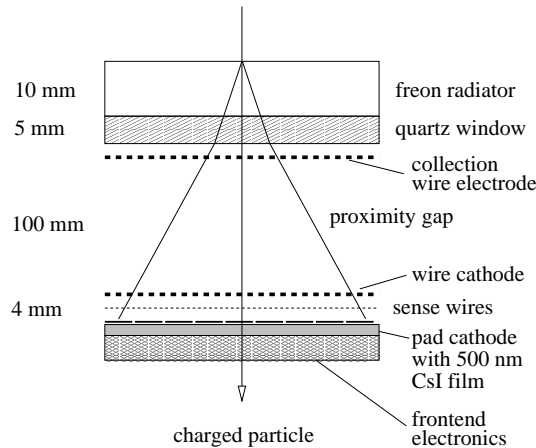 10 mm
freon radiator
5 mm
quartz window
collection
wire electrode
100 mm
proximity gap
wire cathode
4 mm
sense wires
pad cathode
with 500 nm
CsI film
frontend
electronics
charged particle